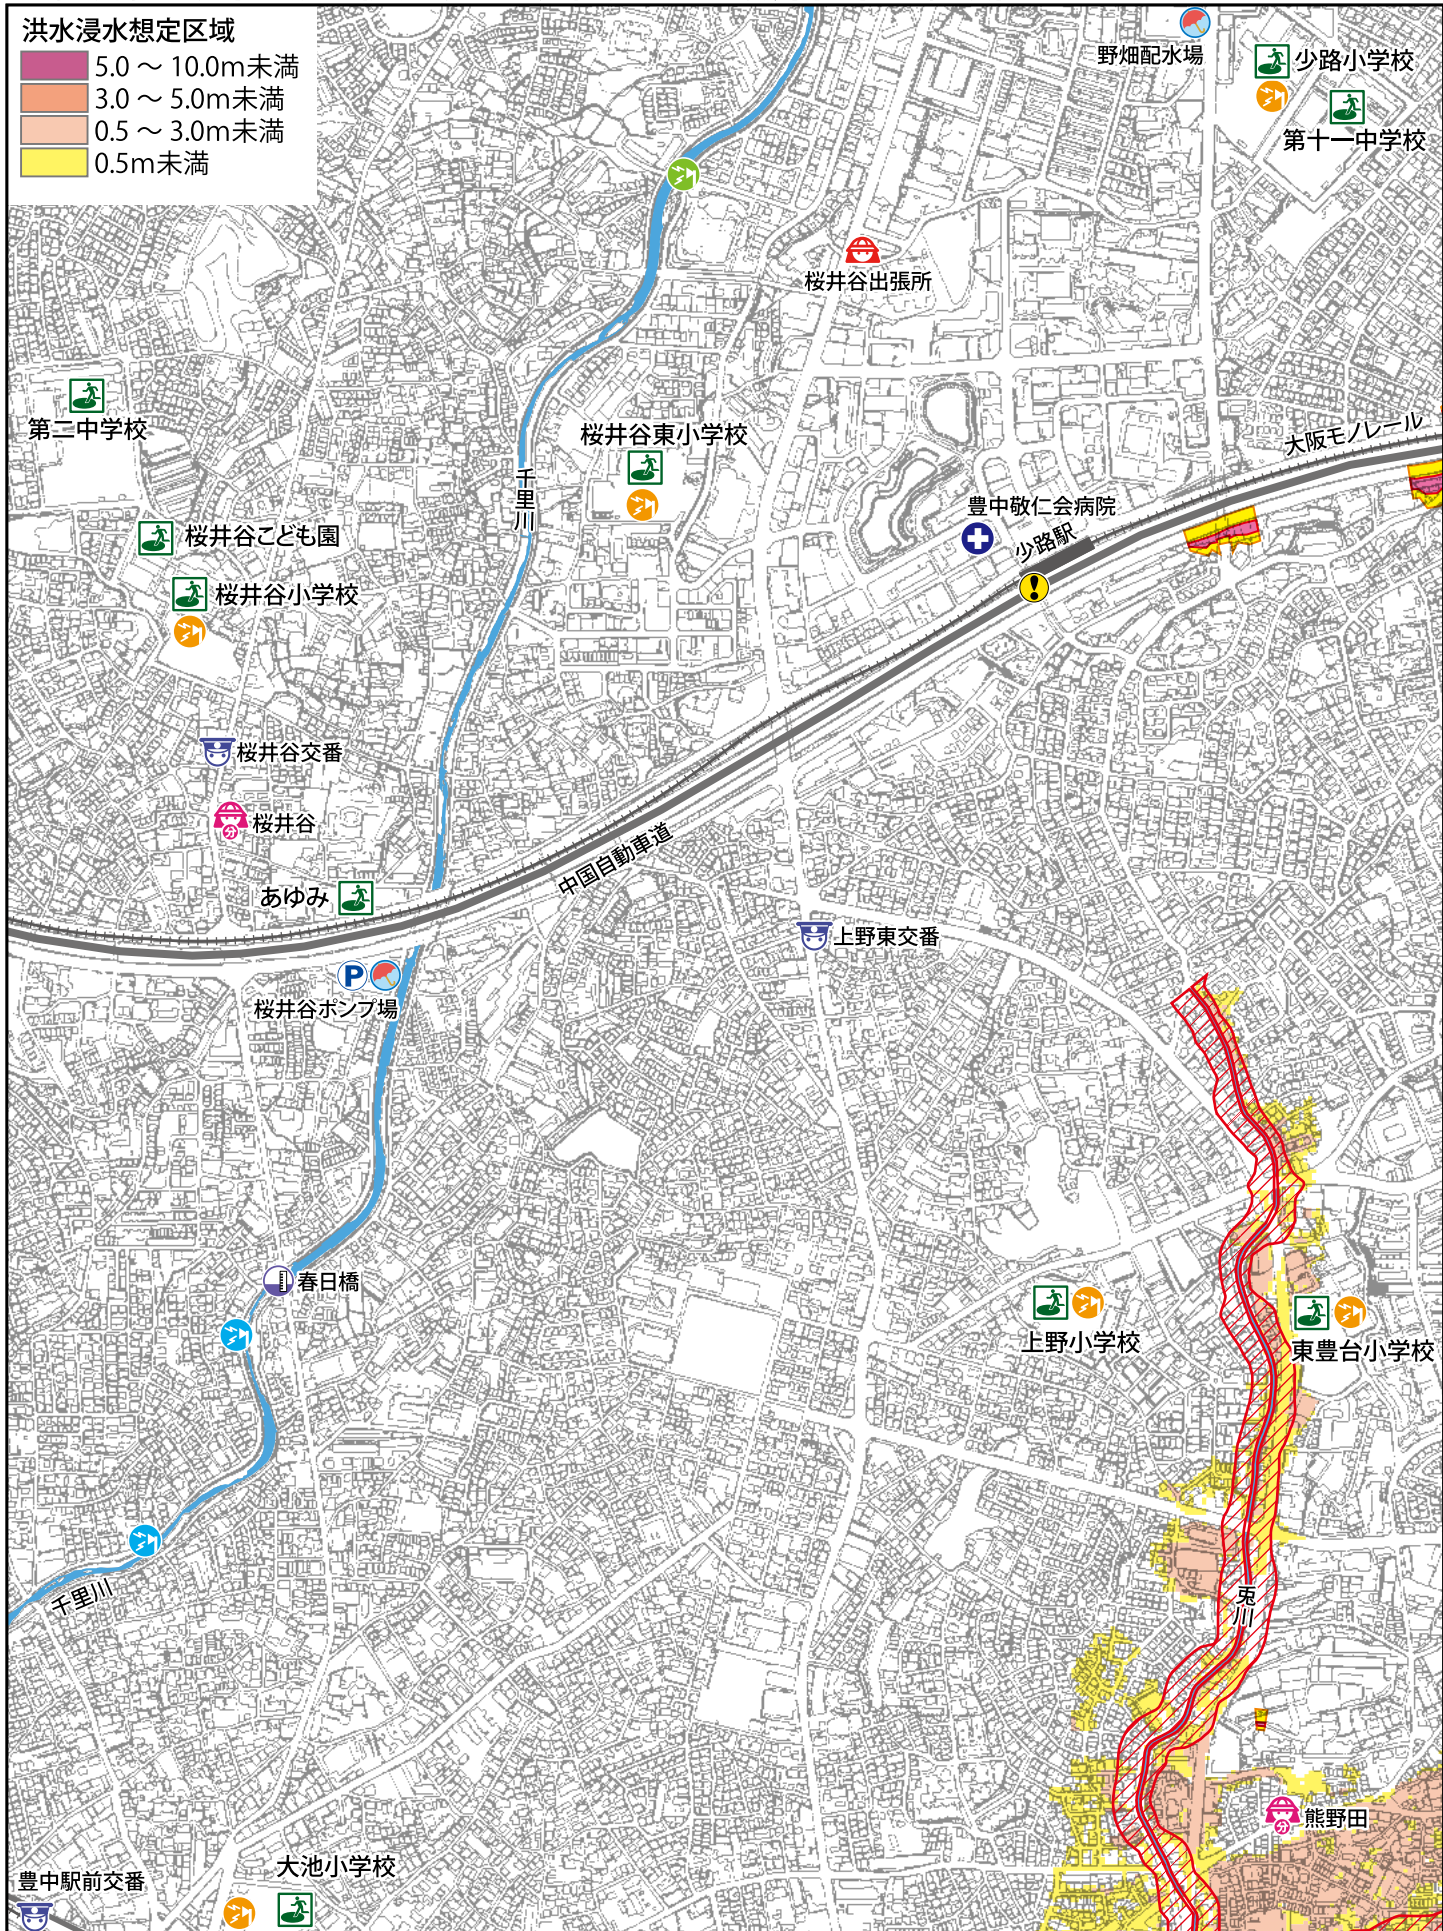 洪水浸水想定区域
5.0 ～ 10.0m未満
3.0 ～ 5.0m未満
0.5 ～ 3.0m未満
0.5m未満
野畑配水場
少路小学校
第十一中学校
桜井谷出張所
第二中学校
桜井谷東小学校
大阪モノレール
千里川
豊中敬仁会病院
少路駅
桜井谷こども園
桜井谷小学校
桜井谷交番
桜井谷
分
中国自動車道
あゆみ
上野東交番
P
桜井谷ポンプ場
春日橋
上野小学校
東豊台小学校
千里川
兎川
熊野田
分
大池小学校
豊中駅前交番